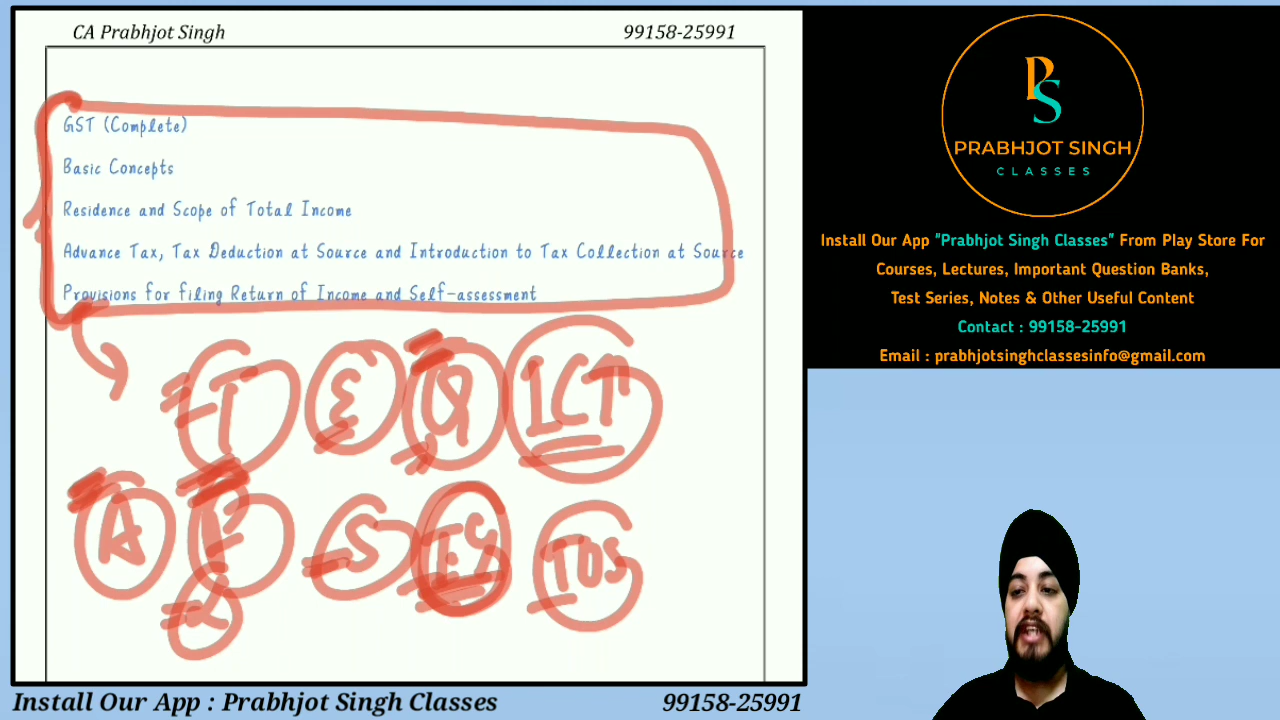 CA Prabhjot Singh 99158-25991
GST (Complete)
Basic Concepts
Residence and Scope of Total Income
Advance Tax, Tax Deduction at Source and Introduction to Tax Collection at Source
Provisions for filing Return of Income and Self-assessment
T E Q ICT
A S TOS
Install Our App : Prabhjot Singh Classes 99158-25991
PS
PRABHJOT SINGH
CLASSES
Install Our App "Prabhjot Singh Classes" From Play Store For
Courses, Lectures, Important Question Banks,
Test Series, Notes & Other Useful Content
Contact : 99158-25991
Email : prabhjotsinghclassesinfo@gmail.com